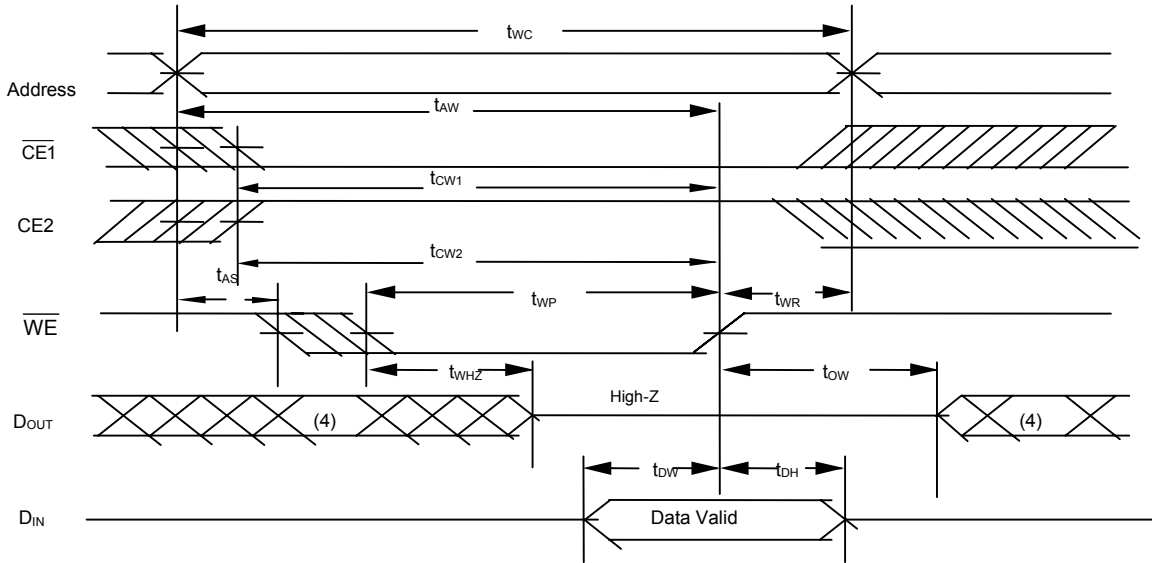 tWC
Address
tAW
CE1
tCW1
CE2
tCW2
tAS
tWP
tWR
WE
tWHZ
tOW
High-Z
DOUT
(4)
(4)
tDW
tDH
DIN
Data Valid